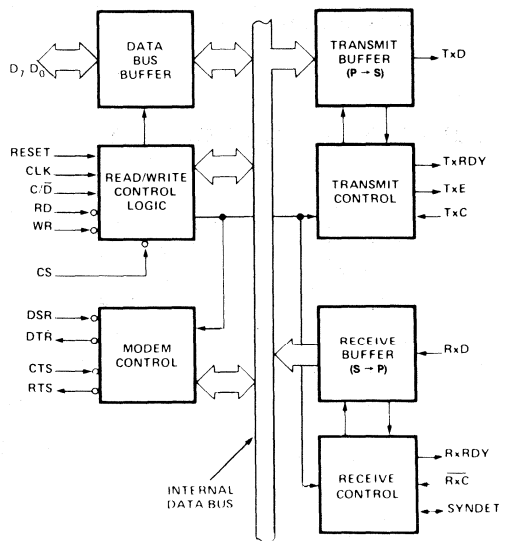 DATA
BUS
BUFFER
D7 D0
TRANSMIT
BUFFER
(P → S)
TxD
RESET
CLK
C/D̅
RD
WR
READ/WRITE
CONTROL
LOGIC
CS
TRANSMIT
CONTROL
TxRDY
TxE
TxC
DSR
DTR
CTS
RTS
MODEM
CONTROL
RECEIVE
BUFFER
(S → P)
RxD
INTERNAL
DATA BUS
RECEIVE
CONTROL
RxRDY
R̅x̅C̅
SYNDET